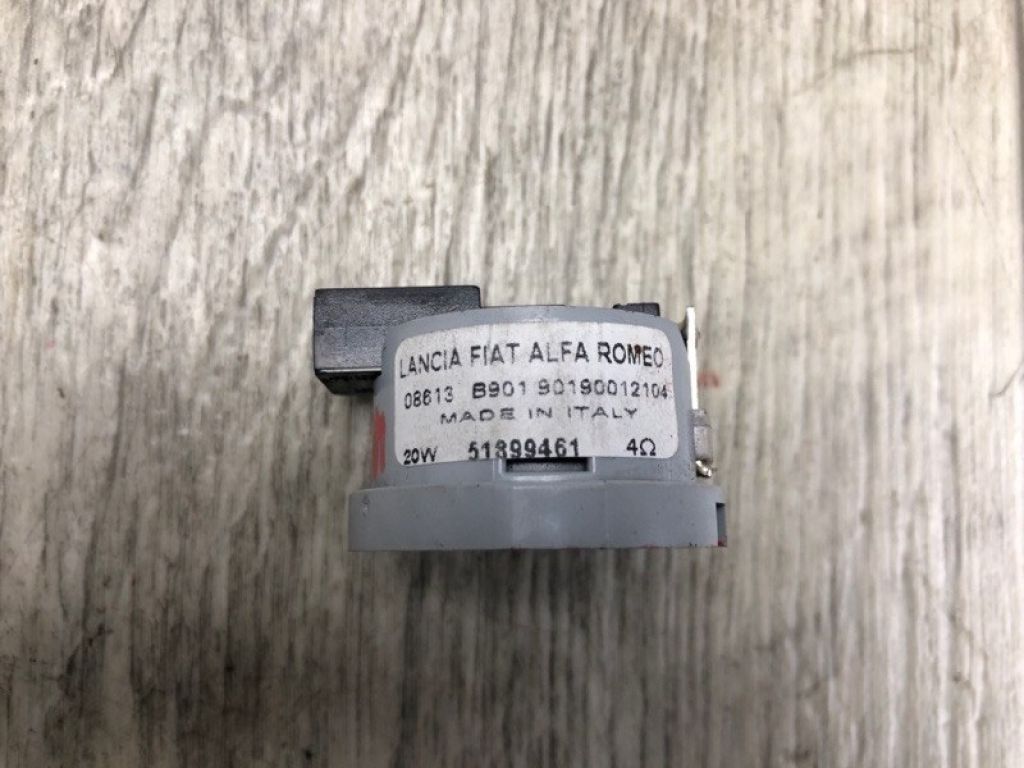 LANCIA FIAT ALFA ROMEO
08613 B901 90190012104
MADE IN ITALY
20W 51899461 4Ω